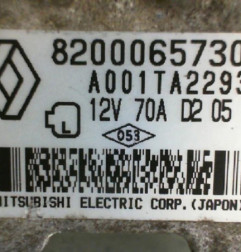 8200065730
A001TA2293
12V 70A D2 05
L
053
MITSUBISHI ELECTRIC CORP.(JAPON)